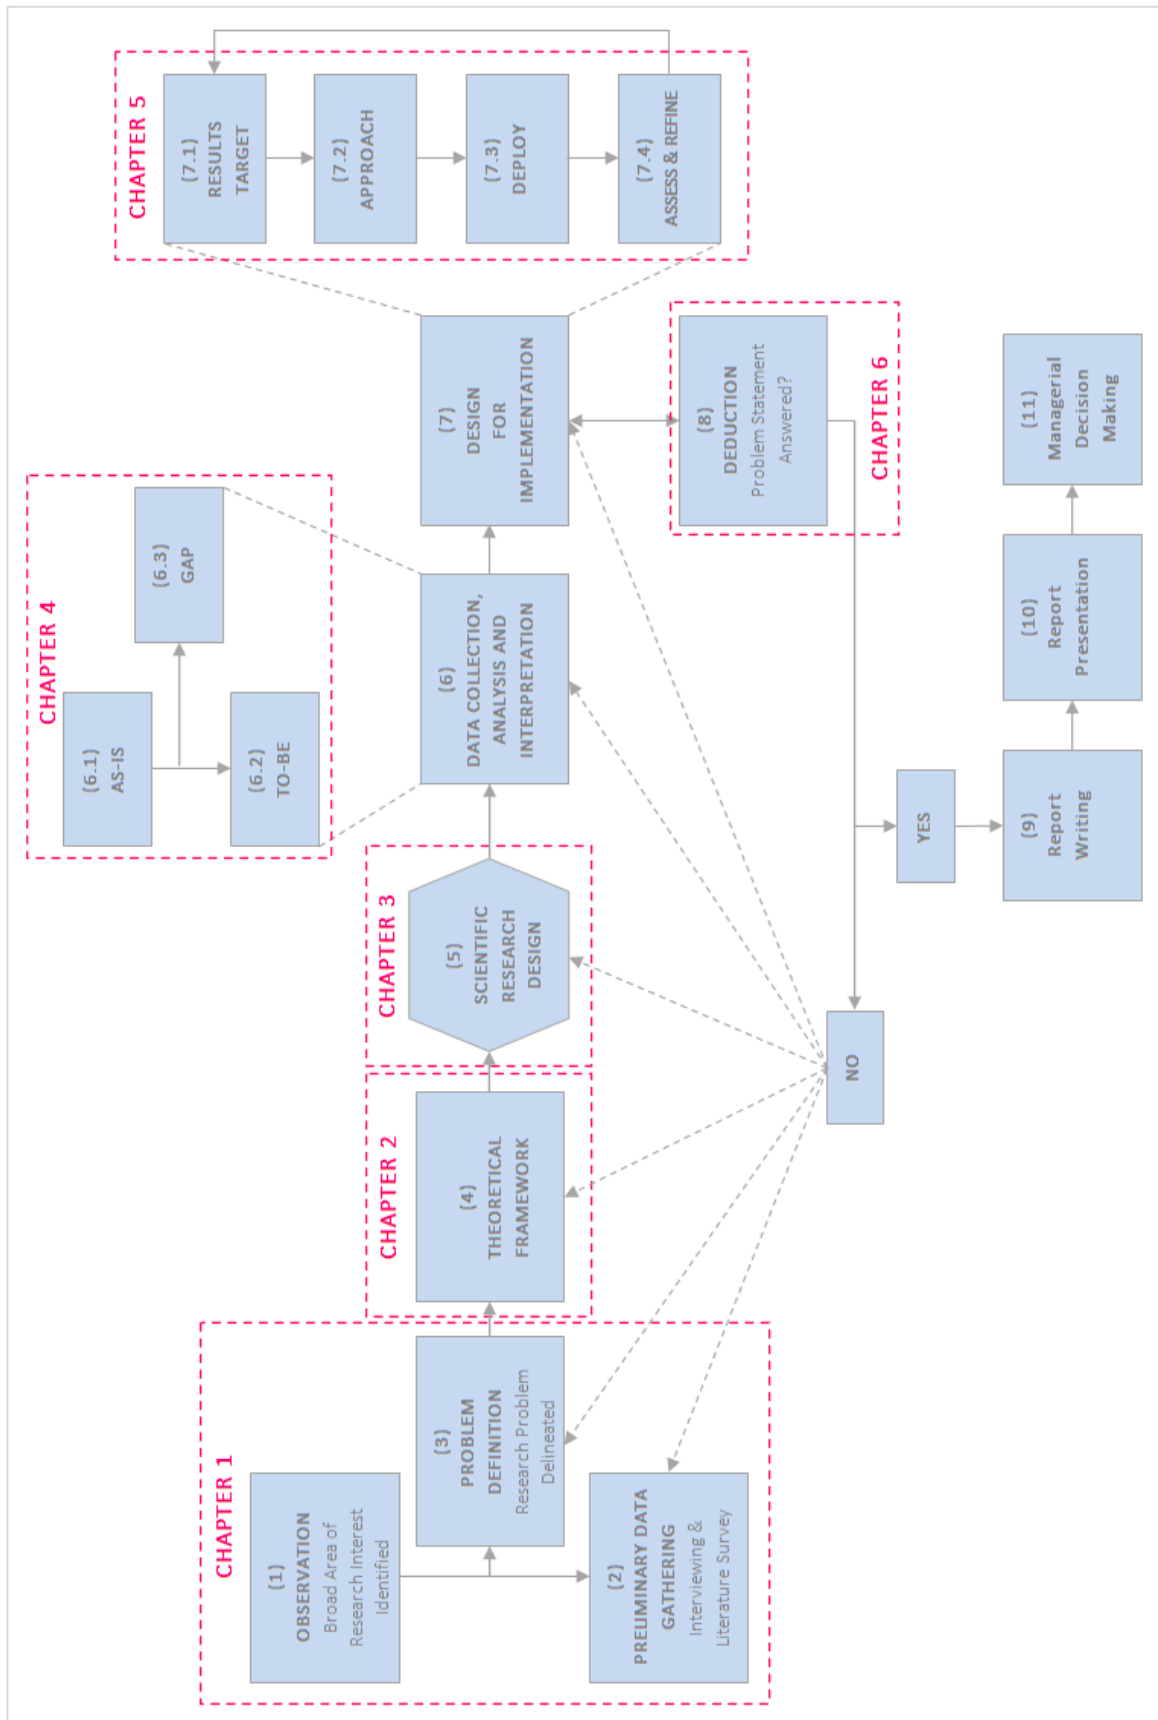 CHAPTER 1
(1)
OBSERVATION
Broad Area of
Research Interest
Identified
(3)
PROBLEM
DEFINITION
Research Problem
Delineated
(2)
PRELIMINARY DATA
GATHERING
Interviewing &
Literature Survey
CHAPTER 2
(4)
THEORETICAL
FRAMEWORK
CHAPTER 3
(5)
SCIENTIFIC
RESEARCH
DESIGN
CHAPTER 4
(6.1)
AS-IS
(6.2)
TO-BE
(6.3)
GAP
(6)
DATA COLLECTION,
ANALYSIS AND
INTERPRETATION
(7)
DESIGN
FOR
IMPLEMENTATION
CHAPTER 5
(7.1)
RESULTS
TARGET
(7.2)
APPROACH
(7.3)
DEPLOY
(7.4)
ASSESS & REFINE
(8)
DEDUCTION
Problem Statement
Answered?
CHAPTER 6
NO
YES
(9)
Report
Writing
(10)
Report
Presentation
(11)
Managerial
Decision
Making